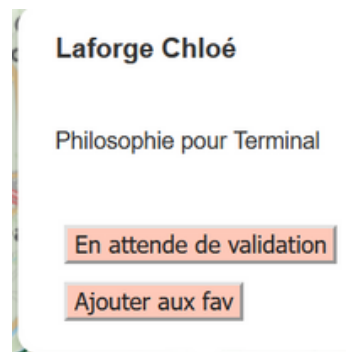 Laforge Chloé
Philosophie pour Terminal
En attende de validation
Ajouter aux fav